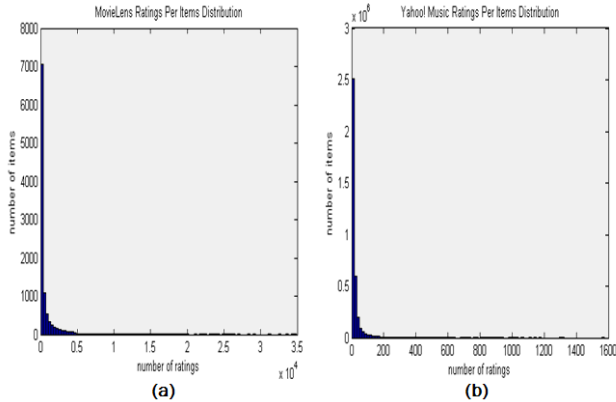 MovieLens Ratings Per Items Distribution
8000
7000
6000
5000
4000
3000
2000
1000
0
number of items
0 0.5 1 1.5 2 2.5 3 3.5
x 10^4
number of ratings
(a)
Yahoo! Music Ratings Per Items Distribution
x 10^6
3
2.5
2
1.5
1
0.5
0
number of items
0 200 400 600 800 1000 1200 1400 1600
number of ratings
(b)